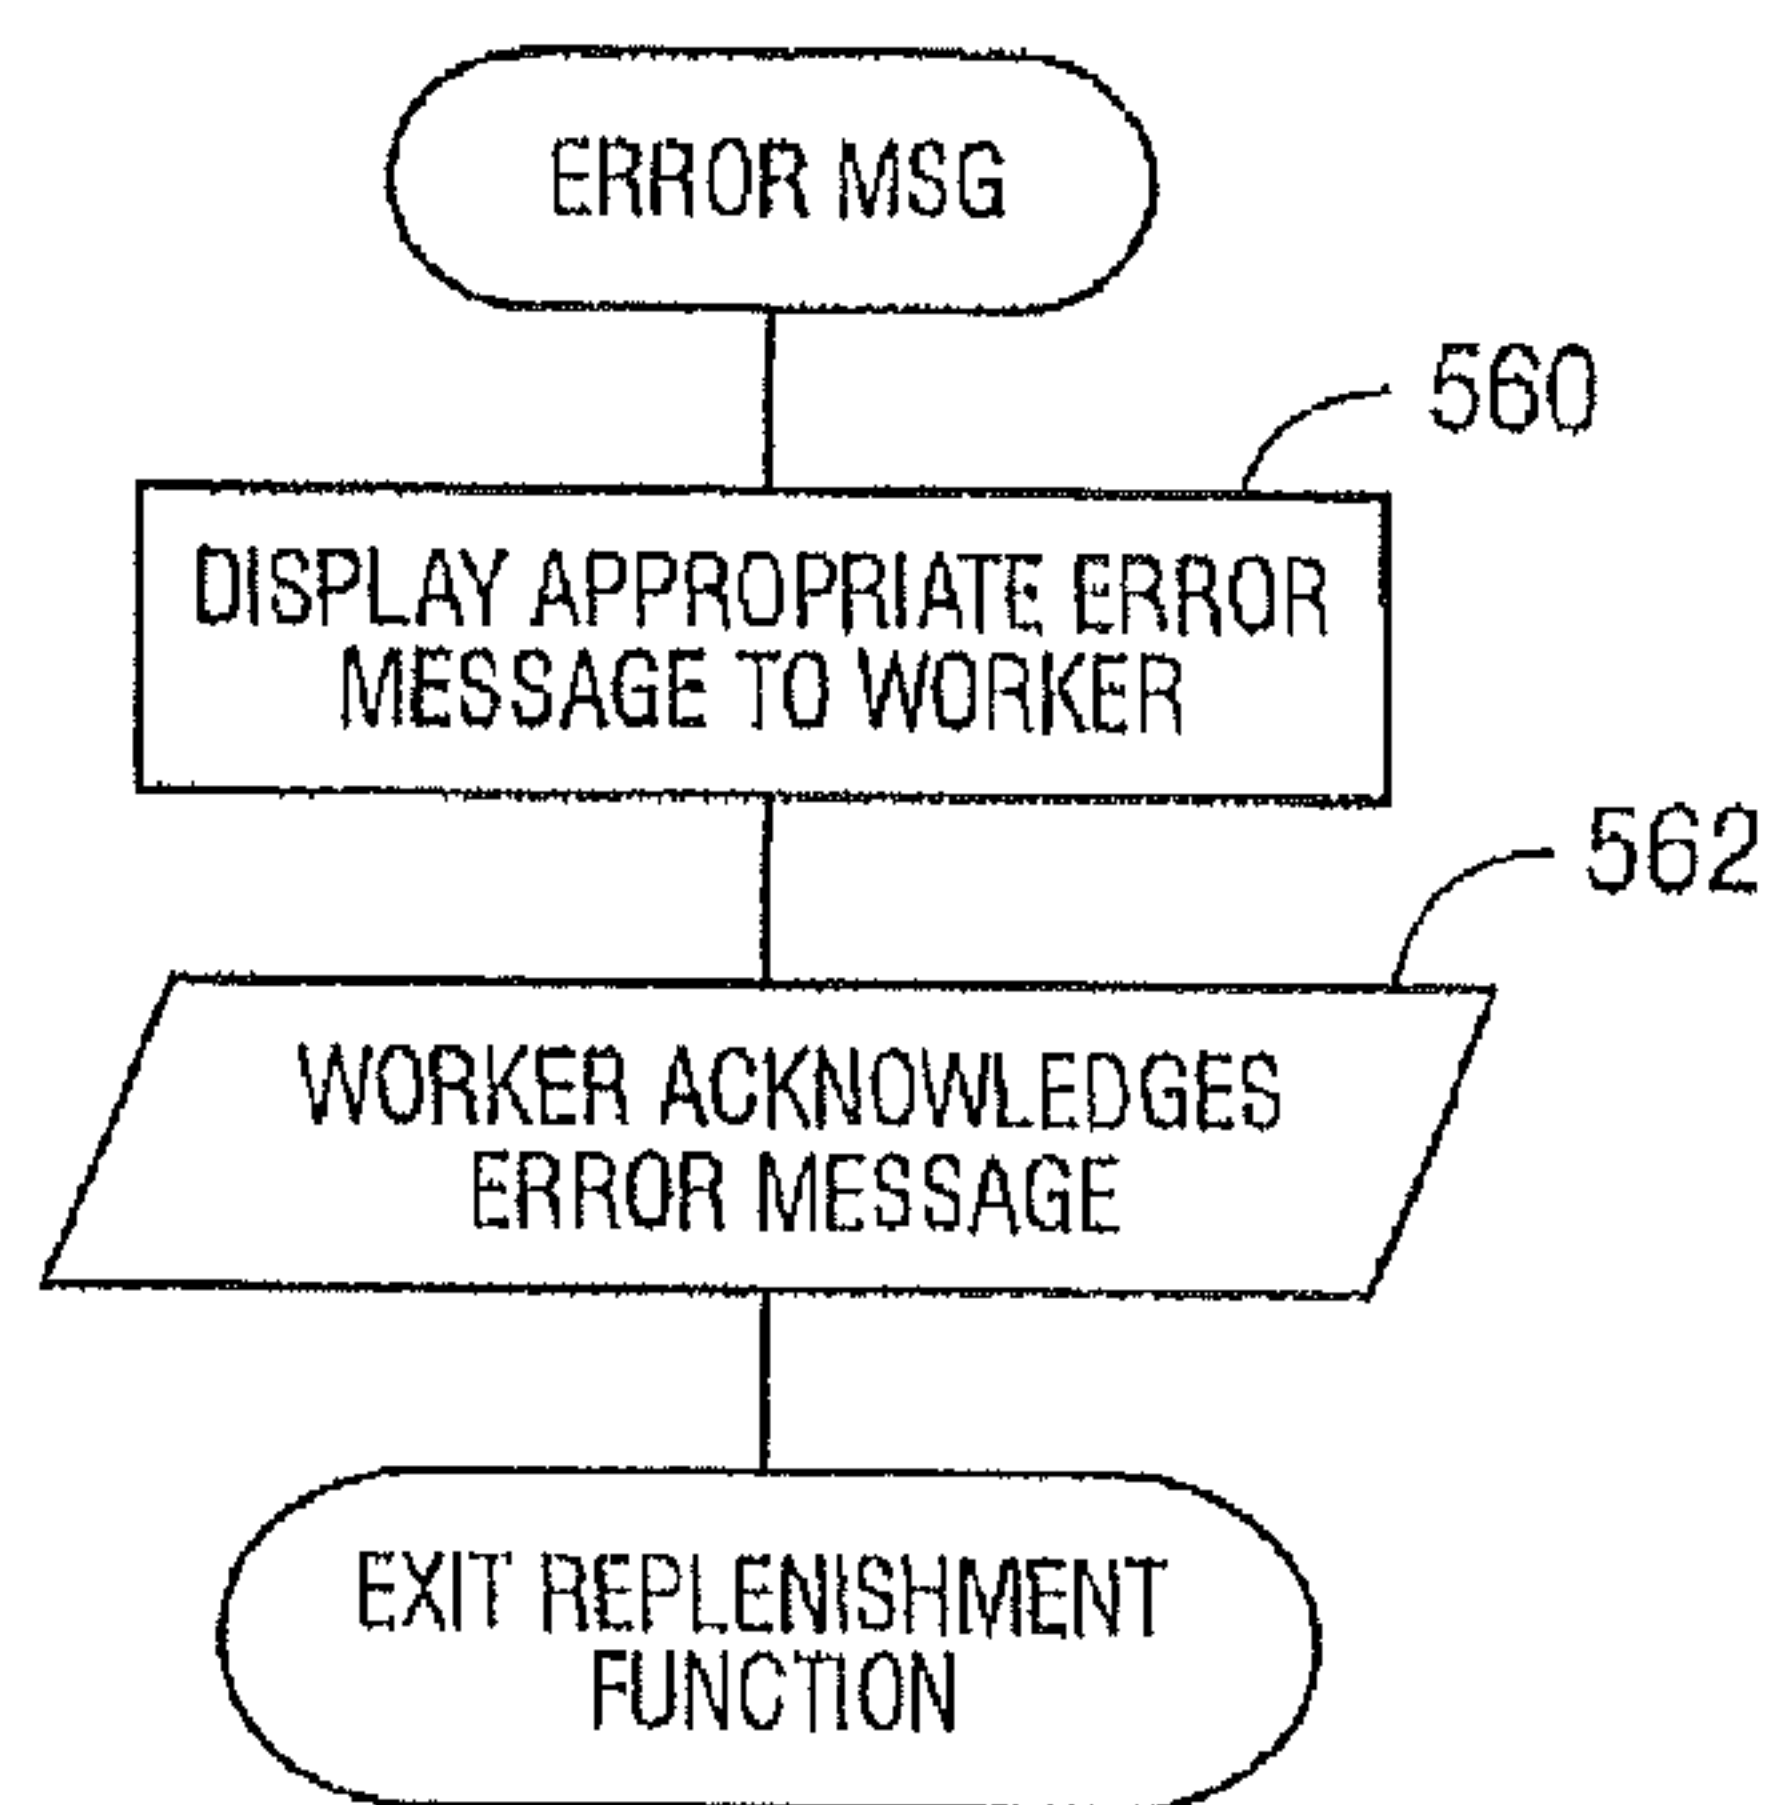 ERROR MSG
560
DISPLAY APPROPRIATE ERROR
MESSAGE TO WORKER
562
WORKER ACKNOWLEDGES
ERROR MESSAGE
EXIT REPLENISHMENT
FUNCTION